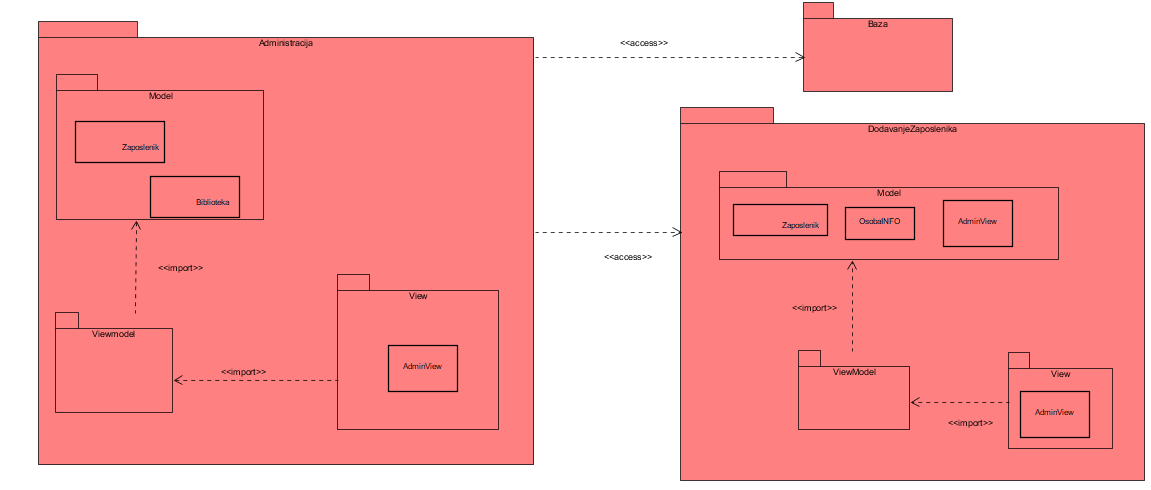 Administracija
Model
Zaposlenik
Biblioteka
<<import>>
Viewmodel
<<import>>
View
AdminView
<<access>>
Baza
<<access>>
DodavanjeZaposlenika
Model
Zaposlenik
OsobaINFO
AdminView
<<import>>
ViewModel
<<import>>
View
AdminView